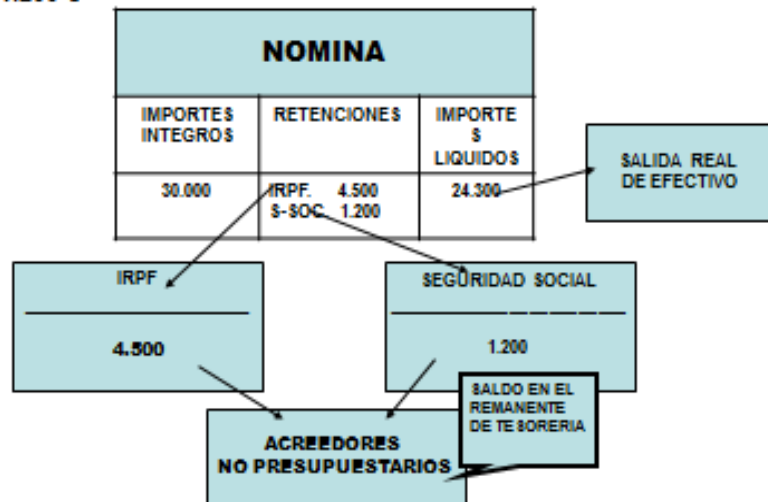 NOMINA
IMPORTES
INTEGROS
RETENCIONES
IMPORTE
S
LIQUIDOS
30.000
IRPF. 4.500
S-SOC 1.200
24.300
SALIDA REAL
DE EFECTIVO
IRPF
4.500
SEGURIDAD SOCIAL
1.200
SALDO EN EL
REMANENTE
DE TESORERIA
ACREEDORES
NO PRESUPUESTARIOS